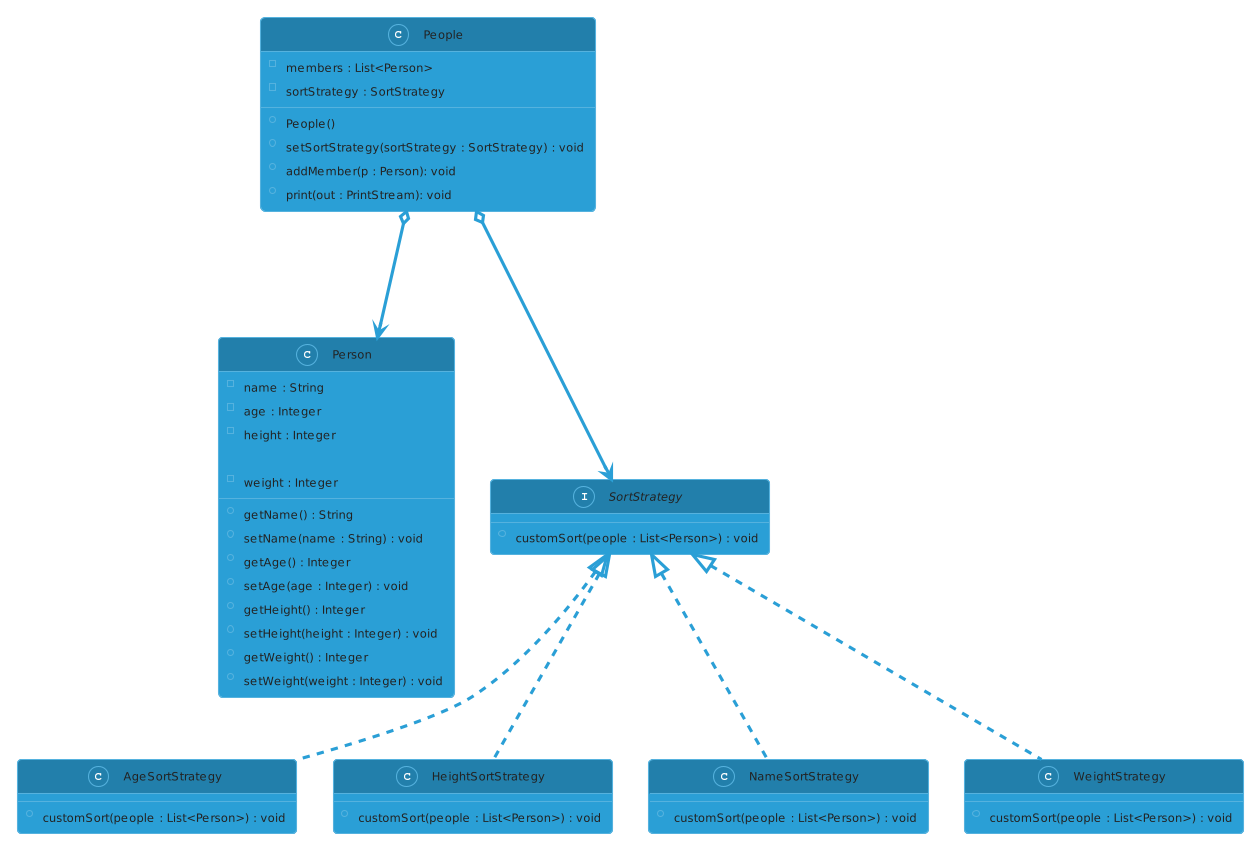 C People
members : List<Person>
sortStrategy : SortStrategy
People()
setSortStrategy(sortStrategy : SortStrategy) : void
addMember(p : Person): void
print(out : PrintStream): void
C Person
name : String
age : Integer
height : Integer
weight : Integer
getName() : String
setName(name : String) : void
getAge() : Integer
setAge(age : Integer) : void
getHeight() : Integer
setHeight(height : Integer) : void
getWeight() : Integer
setWeight(weight : Integer) : void
I SortStrategy
customSort(people : List<Person>) : void
C AgeSortStrategy
customSort(people : List<Person>) : void
C HeightSortStrategy
customSort(people : List<Person>) : void
C NameSortStrategy
customSort(people : List<Person>) : void
C WeightStrategy
customSort(people : List<Person>) : void